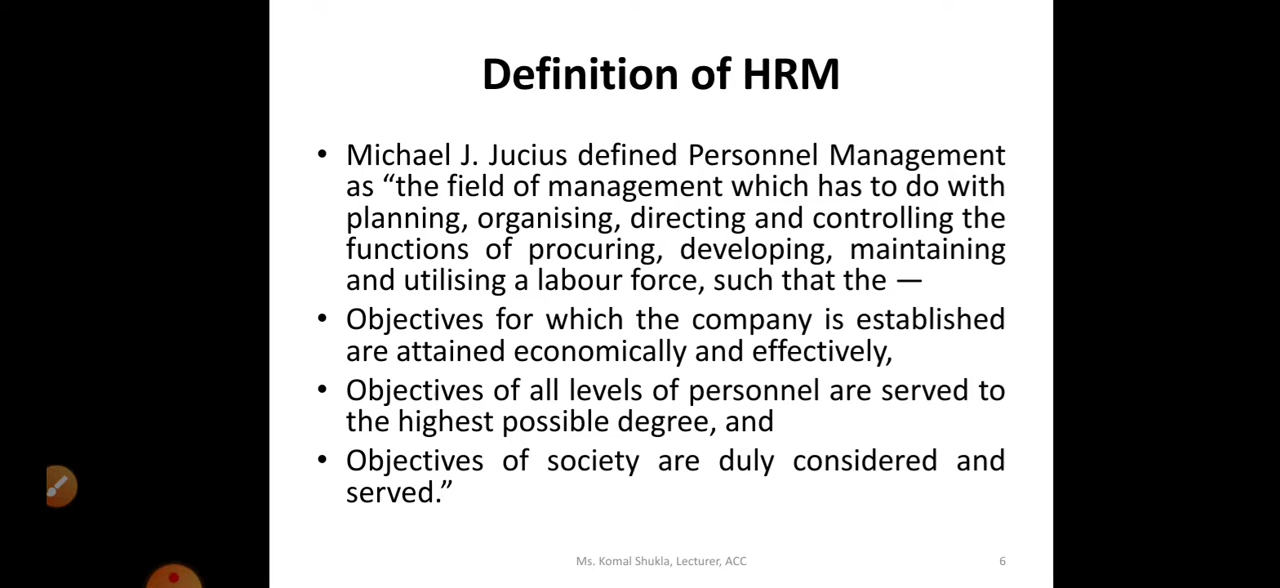 Definition of HRM
• Michael J. Jucius defined Personnel Management
as “the field of management which has to do with
planning, organising, directing and controlling the
functions of procuring, developing, maintaining
and utilising a labour force, such that the —
• Objectives for which the company is established
are attained economically and effectively,
• Objectives of all levels of personnel are served to
the highest possible degree, and
• Objectives of society are duly considered and
served.”
Ms. Komal Shukla, Lecturer, ACC
6